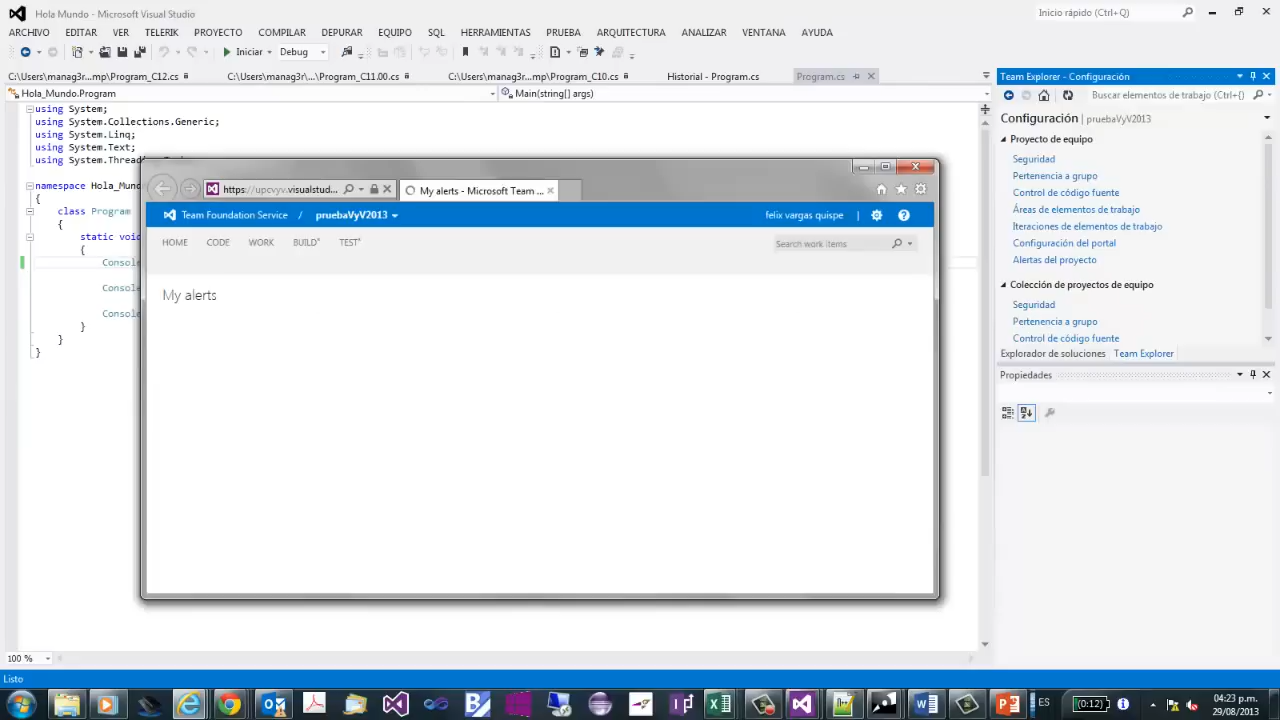 Hola Mundo - Microsoft Visual Studio
Inicio rápido (Ctrl+Q)
ARCHIVO EDITAR VER TELERIK PROYECTO COMPILAR DEPURAR EQUIPO SQL HERRAMIENTAS PRUEBA ARQUITECTURA ANALIZAR VENTANA AYUDA
Iniciar Debug
C:\Users\manag3r...mp\Program_C12.cs C:\Users\manag3r...\Program_C11.00.cs C:\Users\manag3r...mp\Program_C10.cs Historial - Program.cs Program.cs
Hola_Mundo.Program Main(string[] args)
using System;
using System.Collections.Generic;
using System.Linq;
using System.Text;
using System.Threading
namespace Hola_Mundo
{
class Program
{
static void
{
Console
Console
Console
}
}
}
https://upcvyv.visualstud... My alerts - Microsoft Team ...
Team Foundation Service / pruebaVyV2013 felix vargas quispe |
HOME CODE WORK BUILD* TEST*
Search work items
My alerts
Team Explorer - Configuración
Buscar elementos de trabajo (Ctrl+{)
Configuración | pruebaVyV2013
Proyecto de equipo
Seguridad
Pertenencia a grupo
Control de código fuente
Áreas de elementos de trabajo
Iteraciones de elementos de trabajo
Configuración del portal
Alertas del proyecto
Colección de proyectos de equipo
Seguridad
Pertenencia a grupo
Control de código fuente
Explorador de soluciones Team Explorer
Propiedades
100 %
Listo
ES
(0:12)
04:23 p.m.
29/08/2013